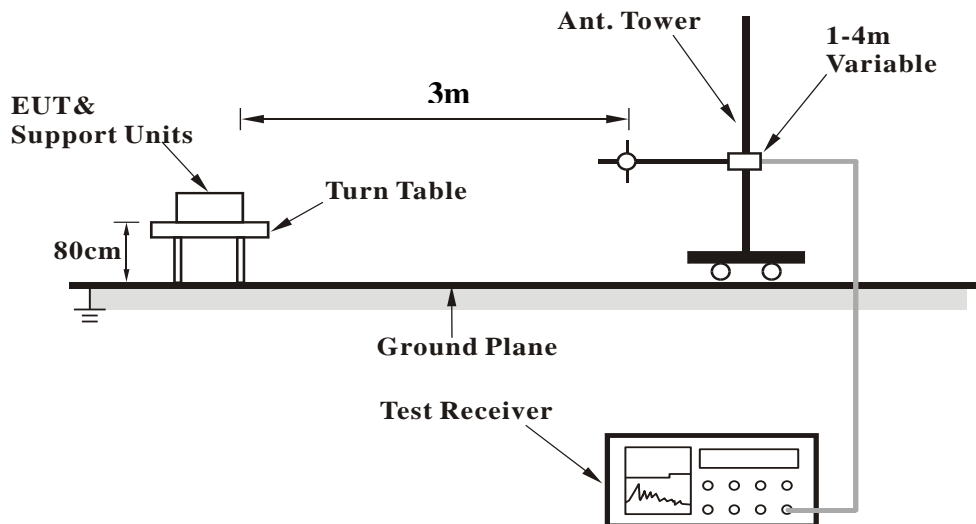 Ant. Tower
1-4m
Variable
3m
EUT&
Support Units
Turn Table
80cm
Ground Plane
Test Receiver